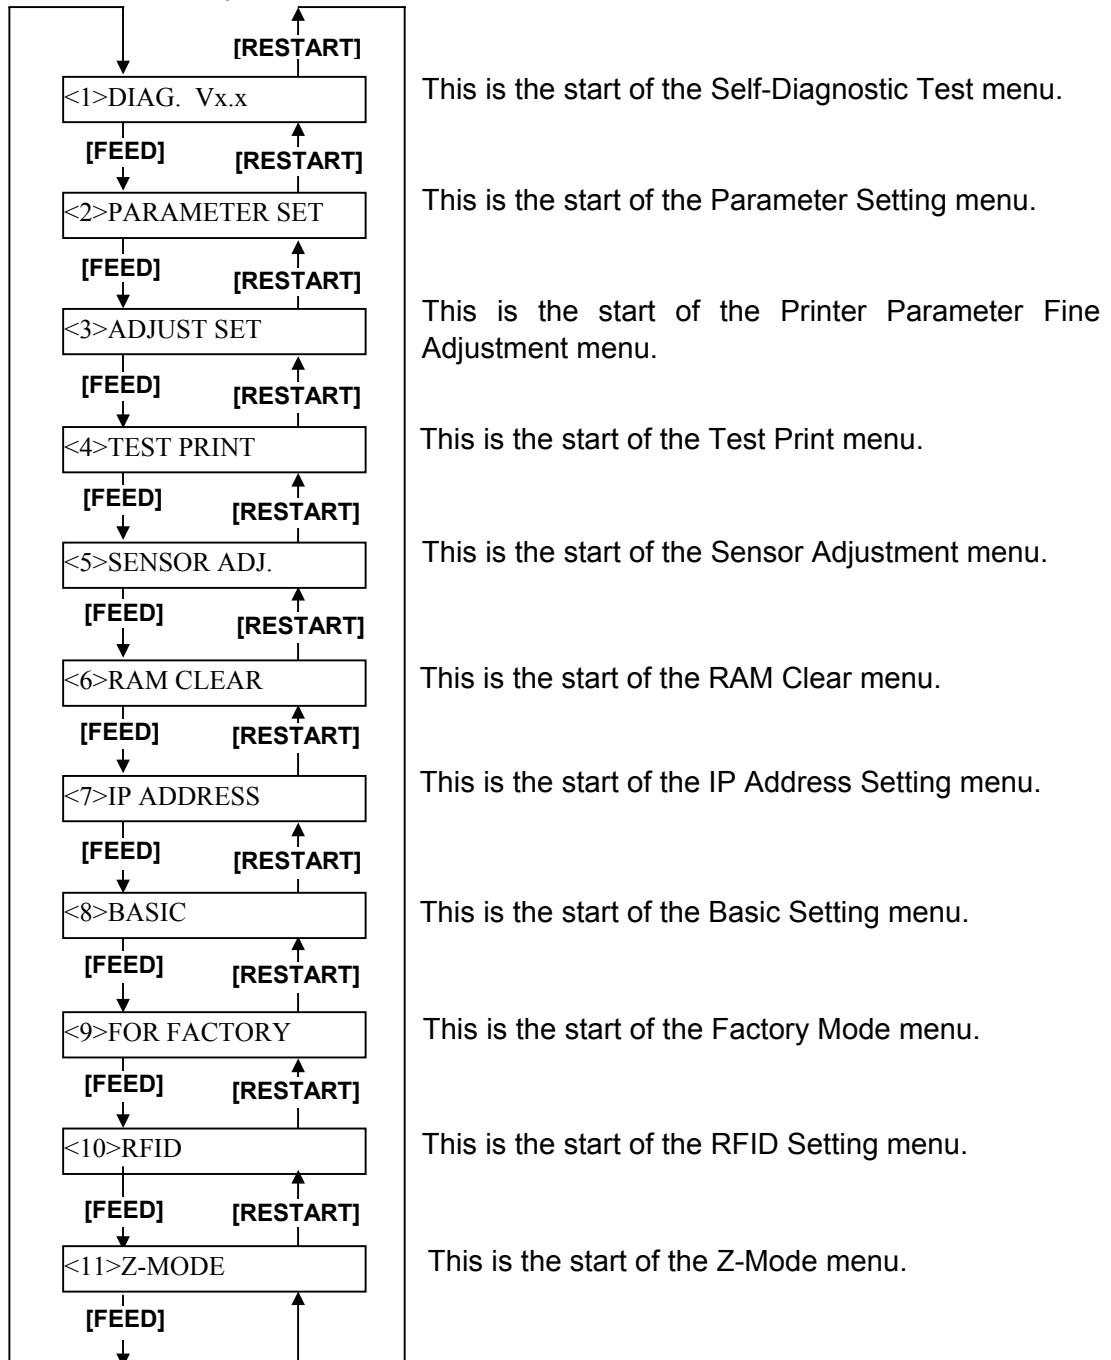 [RESTART]
<1>DIAG. Vx.x
This is the start of the Self-Diagnostic Test menu.
[FEED]
[RESTART]
<2>PARAMETER SET
This is the start of the Parameter Setting menu.
[FEED]
[RESTART]
<3>ADJUST SET
This is the start of the Printer Parameter Fine
Adjustment menu.
[FEED]
[RESTART]
<4>TEST PRINT
This is the start of the Test Print menu.
[FEED]
[RESTART]
<5>SENSOR ADJ.
This is the start of the Sensor Adjustment menu.
[FEED]
[RESTART]
<6>RAM CLEAR
This is the start of the RAM Clear menu.
[FEED]
[RESTART]
<7>IP ADDRESS
This is the start of the IP Address Setting menu.
[FEED]
[RESTART]
<8>BASIC
This is the start of the Basic Setting menu.
[FEED]
[RESTART]
<9>FOR FACTORY
This is the start of the Factory Mode menu.
[FEED]
[RESTART]
<10>RFID
This is the start of the RFID Setting menu.
[FEED]
[RESTART]
<11>Z-MODE
This is the start of the Z-Mode menu.
[FEED]